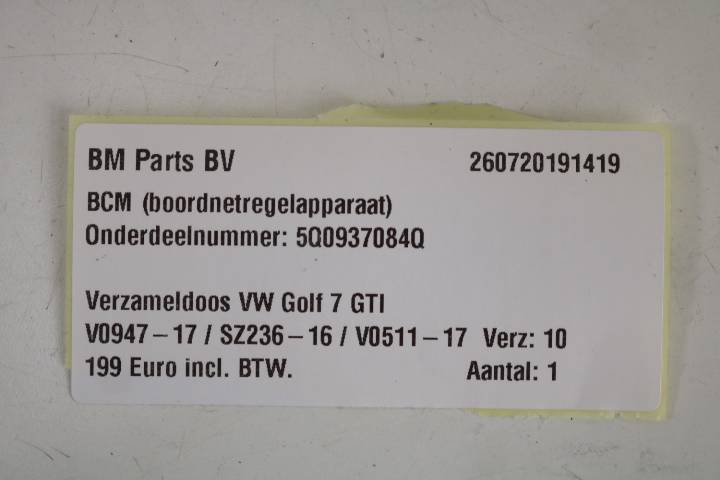 BM Parts BV 260720191419
BCM (boordnetregelapparaat)
Onderdeelnummer: 5Q0937084Q
Verzameldoos VW Golf 7 GTI
V0947-17 / SZ236-16 / V0511-17 Verz: 10
199 Euro incl. BTW. Aantal: 1